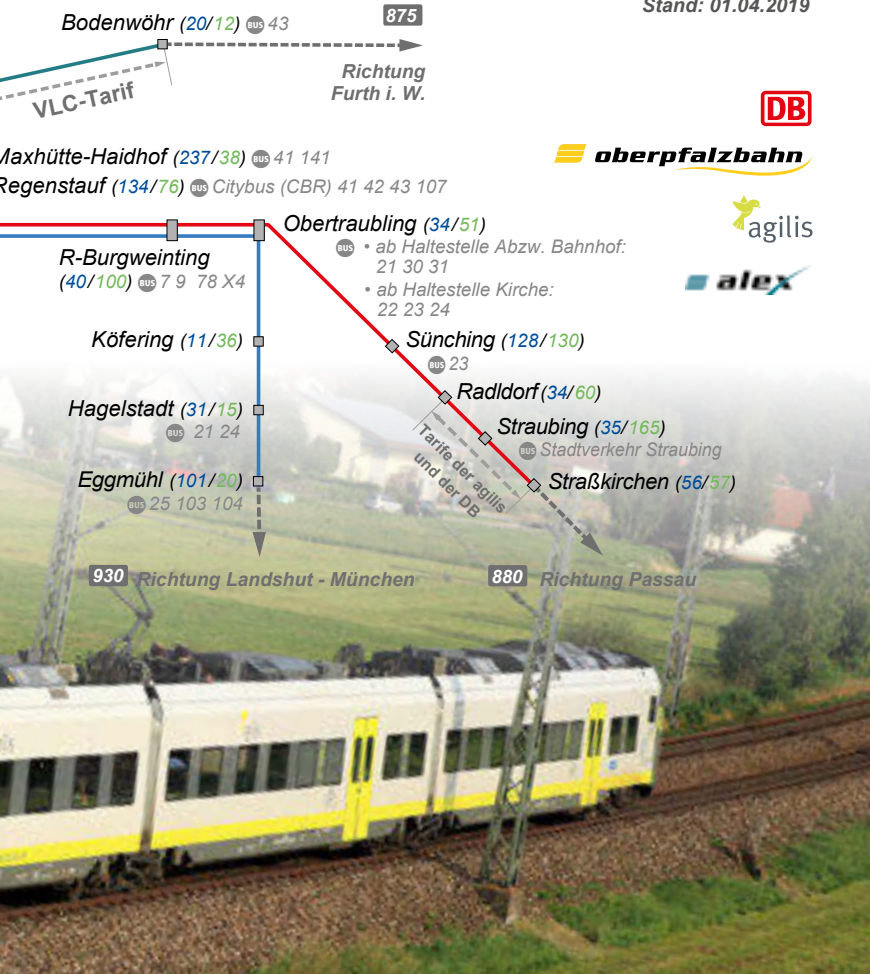 Stand: 01.04.2019
Bodenwöhr (20/12) BUS 43
875
Richtung
Furth i. W.
VLC-Tarif
DB
Maxhütte-Haidhof (237/38) BUS 41 141
oberpfalzbahn
Regenstauf (134/76) BUS Citybus (CBR) 41 42 43 107
agilis
Obertraubling (34/51)
BUS • ab Haltestelle Abzw. Bahnhof:
21 30 31
• ab Haltestelle Kirche:
22 23 24
R-Burgweinting
(40/100) BUS 7 9 78 X4
alex
Köfering (11/36)
Sünching (128/130)
BUS 23
Radldorf (34/60)
Hagelstadt (31/15)
BUS 21 24
Straubing (35/165)
BUS Stadtverkehr Straubing
Tarife der agilis
und der DB
Eggmühl (101/20)
BUS 25 103 104
Straßkirchen (56/57)
930 Richtung Landshut - München
880 Richtung Passau